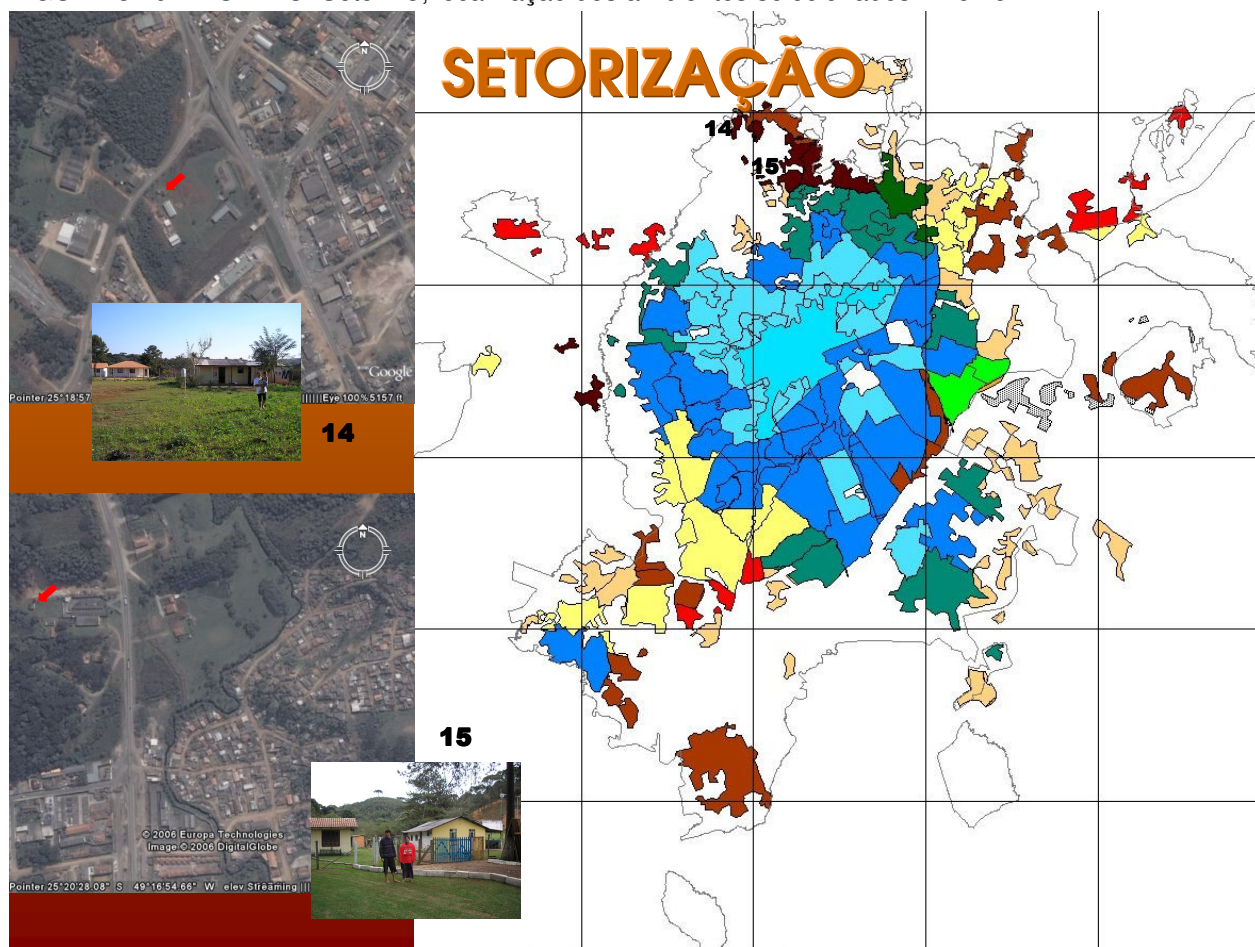 SETORIZAÇÃO
N
14
15
Google
Pointer 25°18'57
Eye 100% 5157 ft
14
N
15
© 2006 Europa Technologies
Image © 2006 DigitalGlobe
Pointer 25°20'28.08" S 49°16'54.66" W elev Streaming